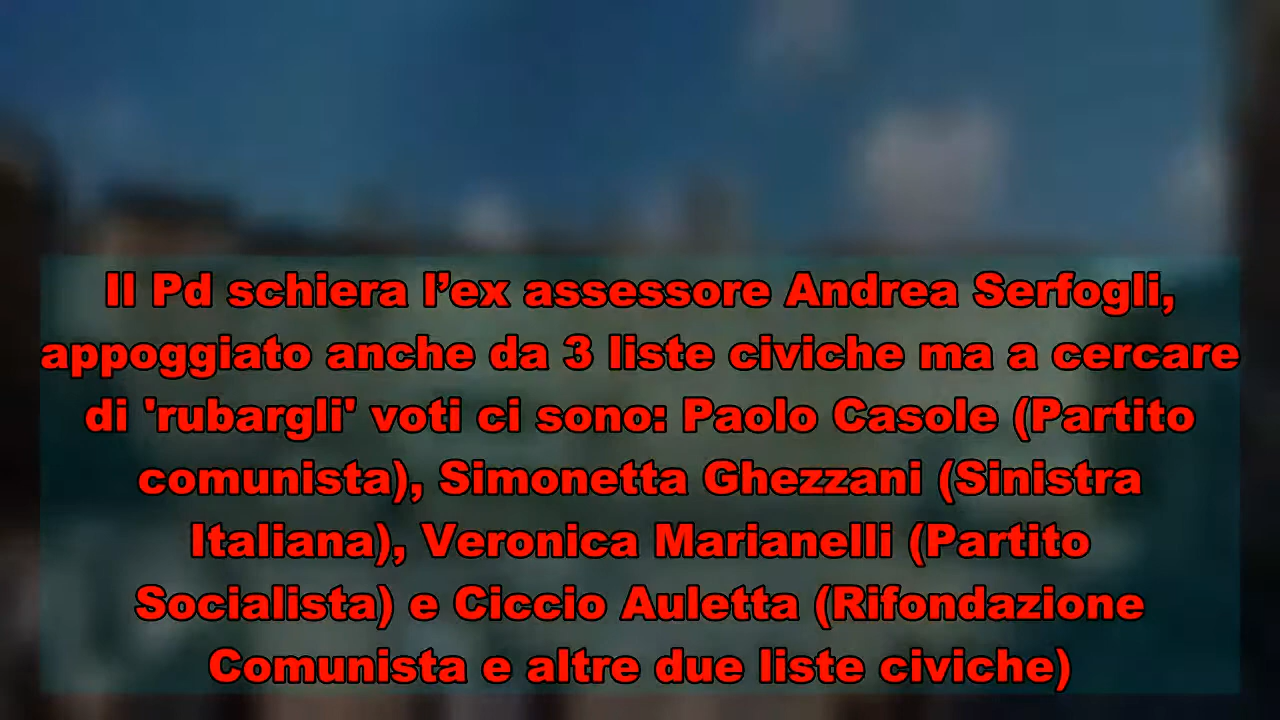 Il Pd schiera l’ex assessore Andrea Serfogli,
appoggiato anche da 3 liste civiche ma a cercare
di 'rubargli' voti ci sono: Paolo Casole (Partito
comunista), Simonetta Ghezzani (Sinistra
Italiana), Veronica Marianelli (Partito
Socialista) e Ciccio Auletta (Rifondazione
Comunista e altre due liste civiche)